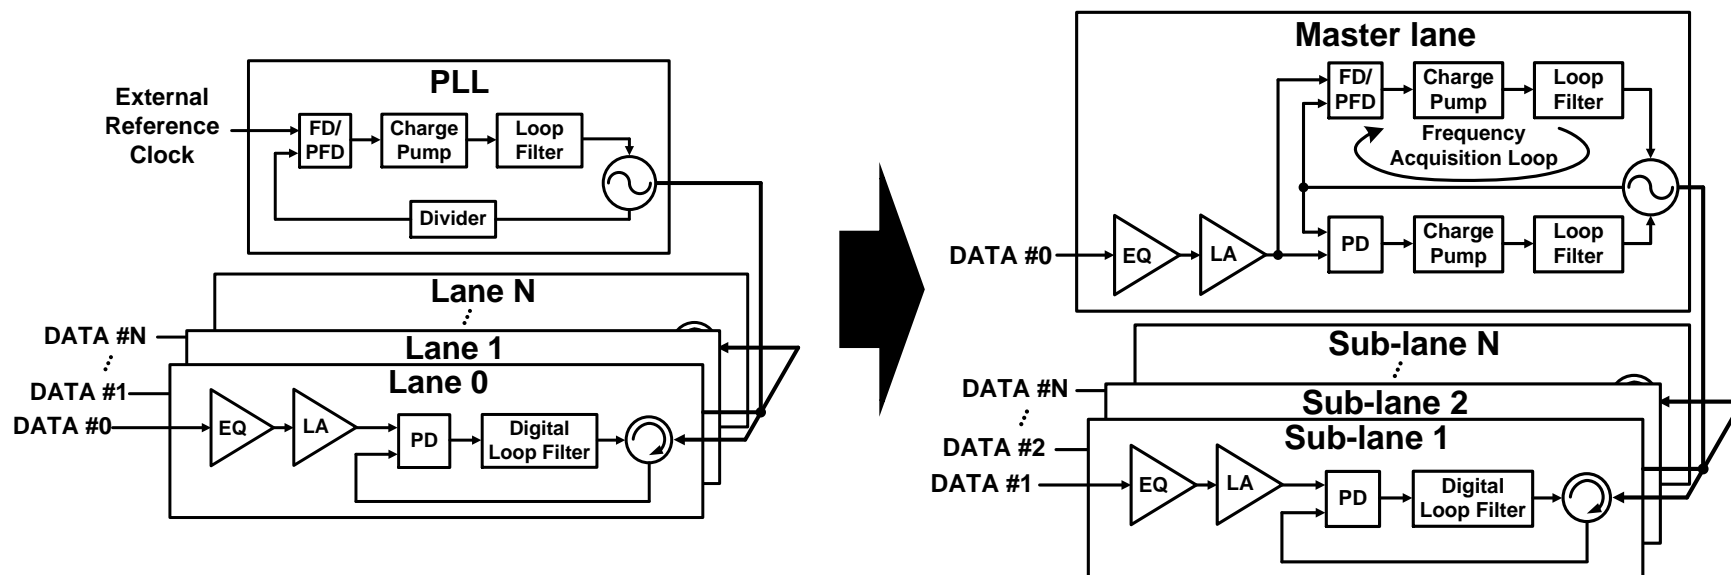 PLL
External
Reference
Clock
FD/
PFD
Charge
Pump
Loop
Filter
Divider
Lane N
DATA #N
Lane 1
DATA #1
Lane 0
DATA #0
EQ
LA
PD
Digital
Loop Filter
Master lane
FD/
PFD
Charge
Pump
Loop
Filter
Frequency
Acquisition Loop
DATA #0
EQ
LA
PD
Charge
Pump
Loop
Filter
Sub-lane N
DATA #N
Sub-lane 2
DATA #2
Sub-lane 1
DATA #1
EQ
LA
PD
Digital
Loop Filter